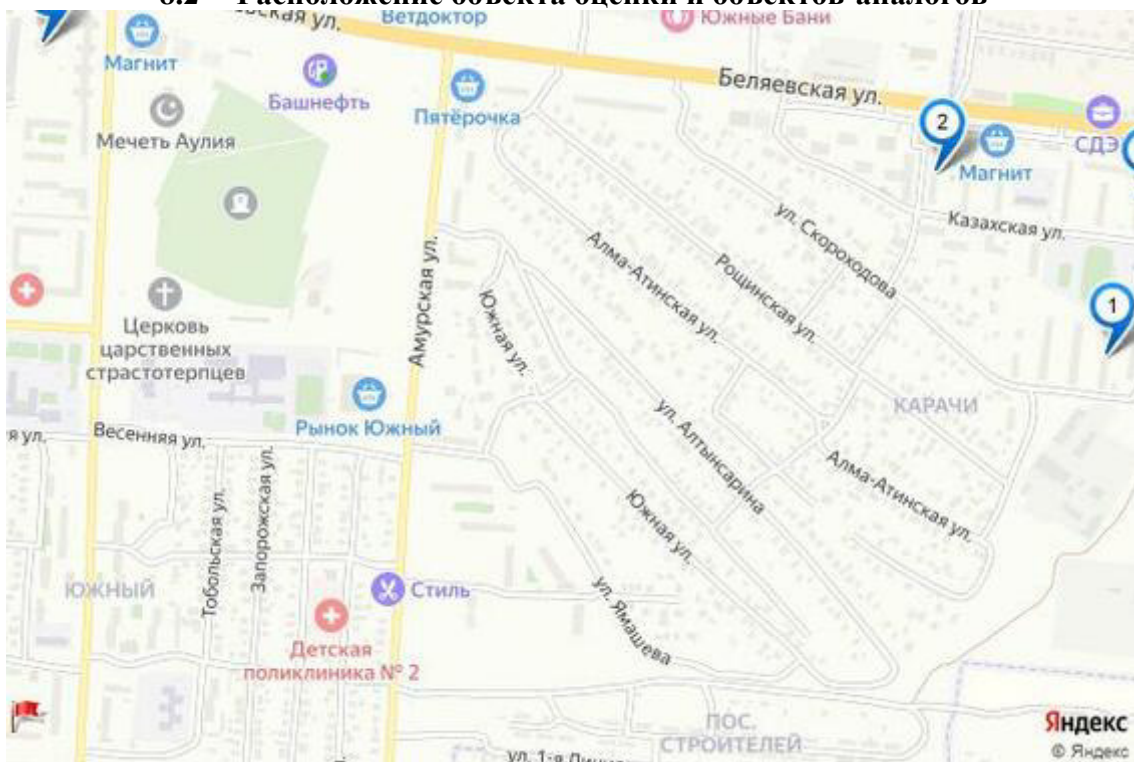 8.2 Расположение объекта оценки и объектов-аналогов
Ветдоктор
Южные Бани
Магнит
Башнефть
Пятёрочка
Беляевская ул.
2
СДЭ
Магнит
Мечеть Аулия
Казахская ул.
ул. Скороходова
Рощинская ул.
Алма-Атинская ул.
Амурская ул.
Южная ул.
1
Церковь
царственных
страстотерпцев
КАРАЧИ
Рынок Южный
Весенняя ул.
я ул.
ул. Алтынсарина
Алма-Атинская ул.
Южная ул.
Тобольская ул.
Запорожская ул.
ЮЖНЫЙ
Стиль
ул. Ямашева
Детская
поликлиника № 2
ПОС.
СТРОИТЕЛЕЙ
Яндекс
© Яндекс